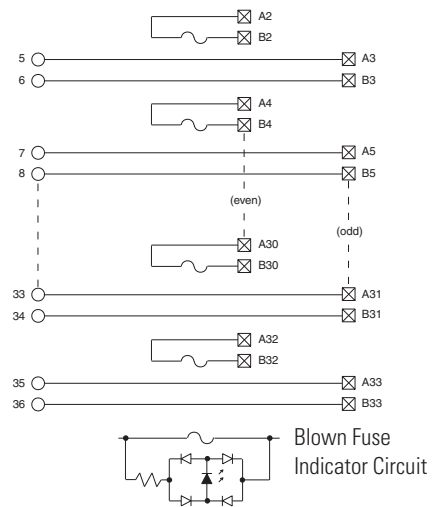 A2
B2
5 A3
6 B3
A4
B4
7 A5
8 B5
(even)
(odd)
A30
B30
33 A31
34 B31
A32
B32
35 A33
36 B33
Blown Fuse
Indicator Circuit